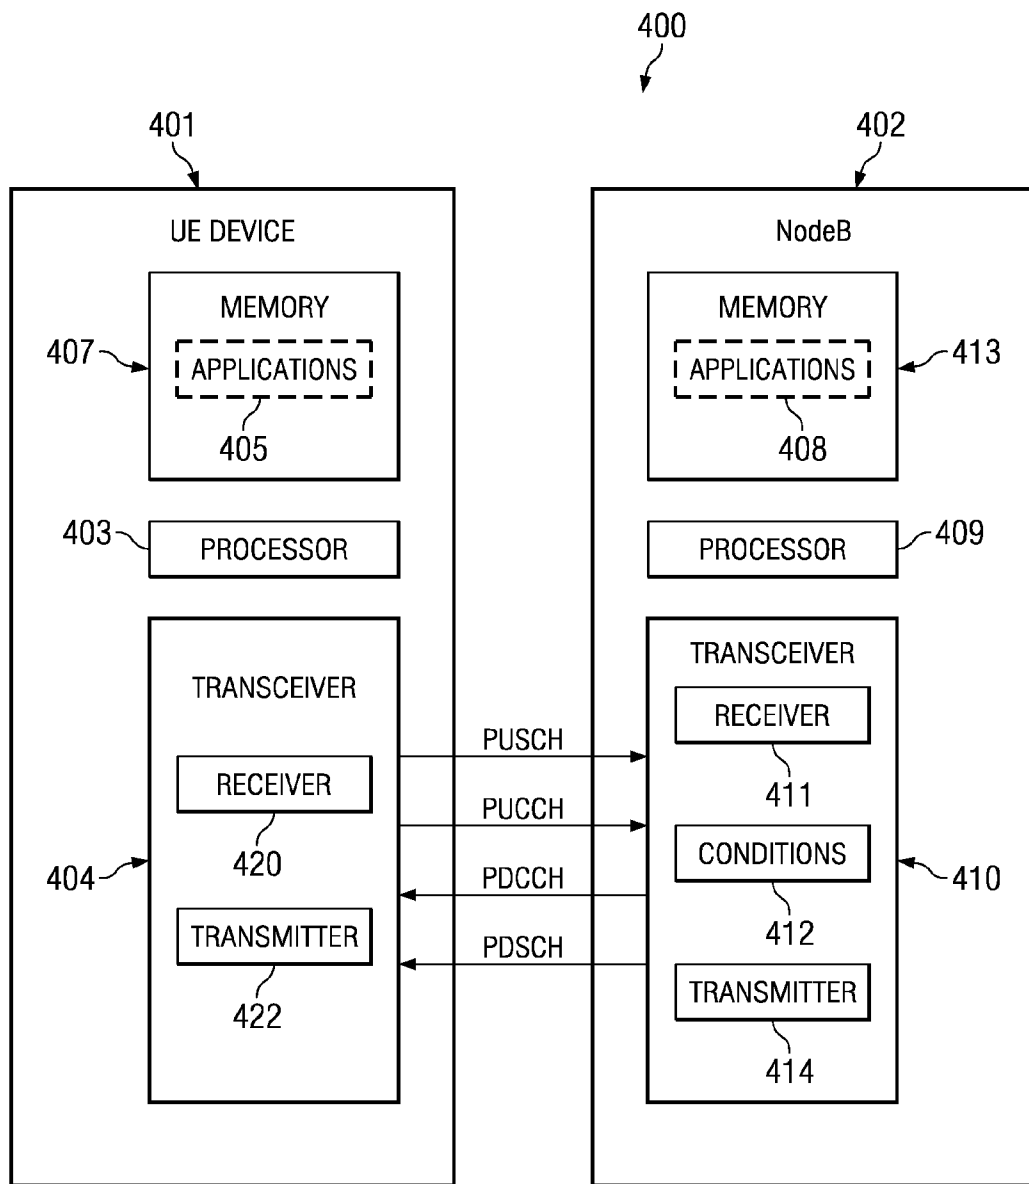 400
401
402
UE DEVICE
NodeB
MEMORY
MEMORY
407
APPLICATIONS
APPLICATIONS
413
405
408
403
PROCESSOR
PROCESSOR
409
TRANSCEIVER
TRANSCEIVER
PUSCH
RECEIVER
RECEIVER
411
420
PUCCH
404
CONDITIONS
410
PDCCH
412
TRANSMITTER
PDSCH
TRANSMITTER
422
414